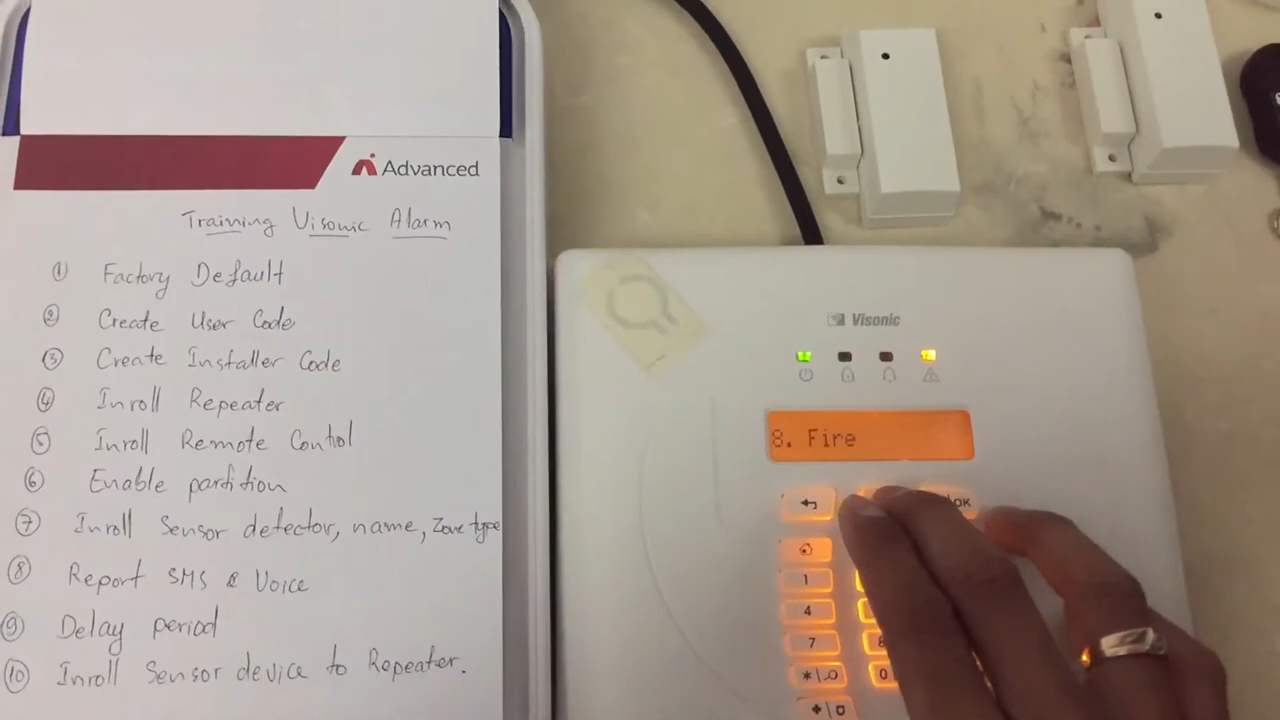 Advanced
Training Visonic Alarm
① Factory Default
② Create User Code
③ Create Installer Code
④ Inroll Repeater
⑤ Inroll Remote Control
⑥ Enable partition
⑦ Inroll Sensor detector, name, Zone type
⑧ Report SMS & Voice
⑨ Delay period
⑩ Inroll Sensor device to Repeater.
Visonic
8. Fire
OK
1
4
7 8
* 0